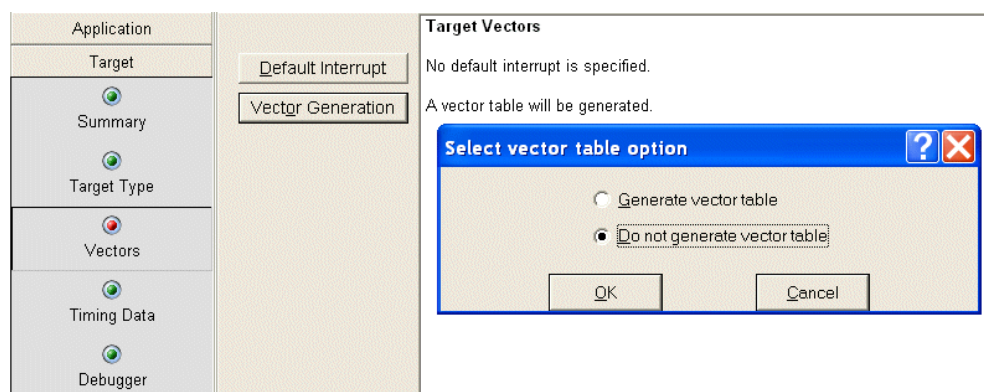 Application
Target
Summary
Target Type
Vectors
Timing Data
Debugger
Default Interrupt
Vector Generation
Target Vectors
No default interrupt is specified.
A vector table will be generated.
Select vector table option
?
Generate vector table
Do not generate vector table
OK
Cancel